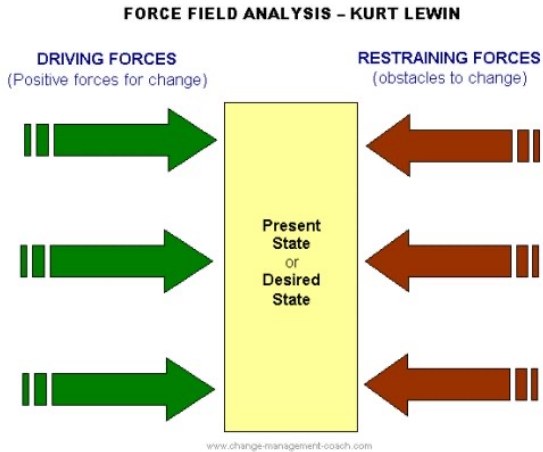 FORCE FIELD ANALYSIS – KURT LEWIN
DRIVING FORCES
(Positive forces for change)
RESTRAINING FORCES
(obstacles to change)
Present
State
or
Desired
State
www.change-management-coach.com